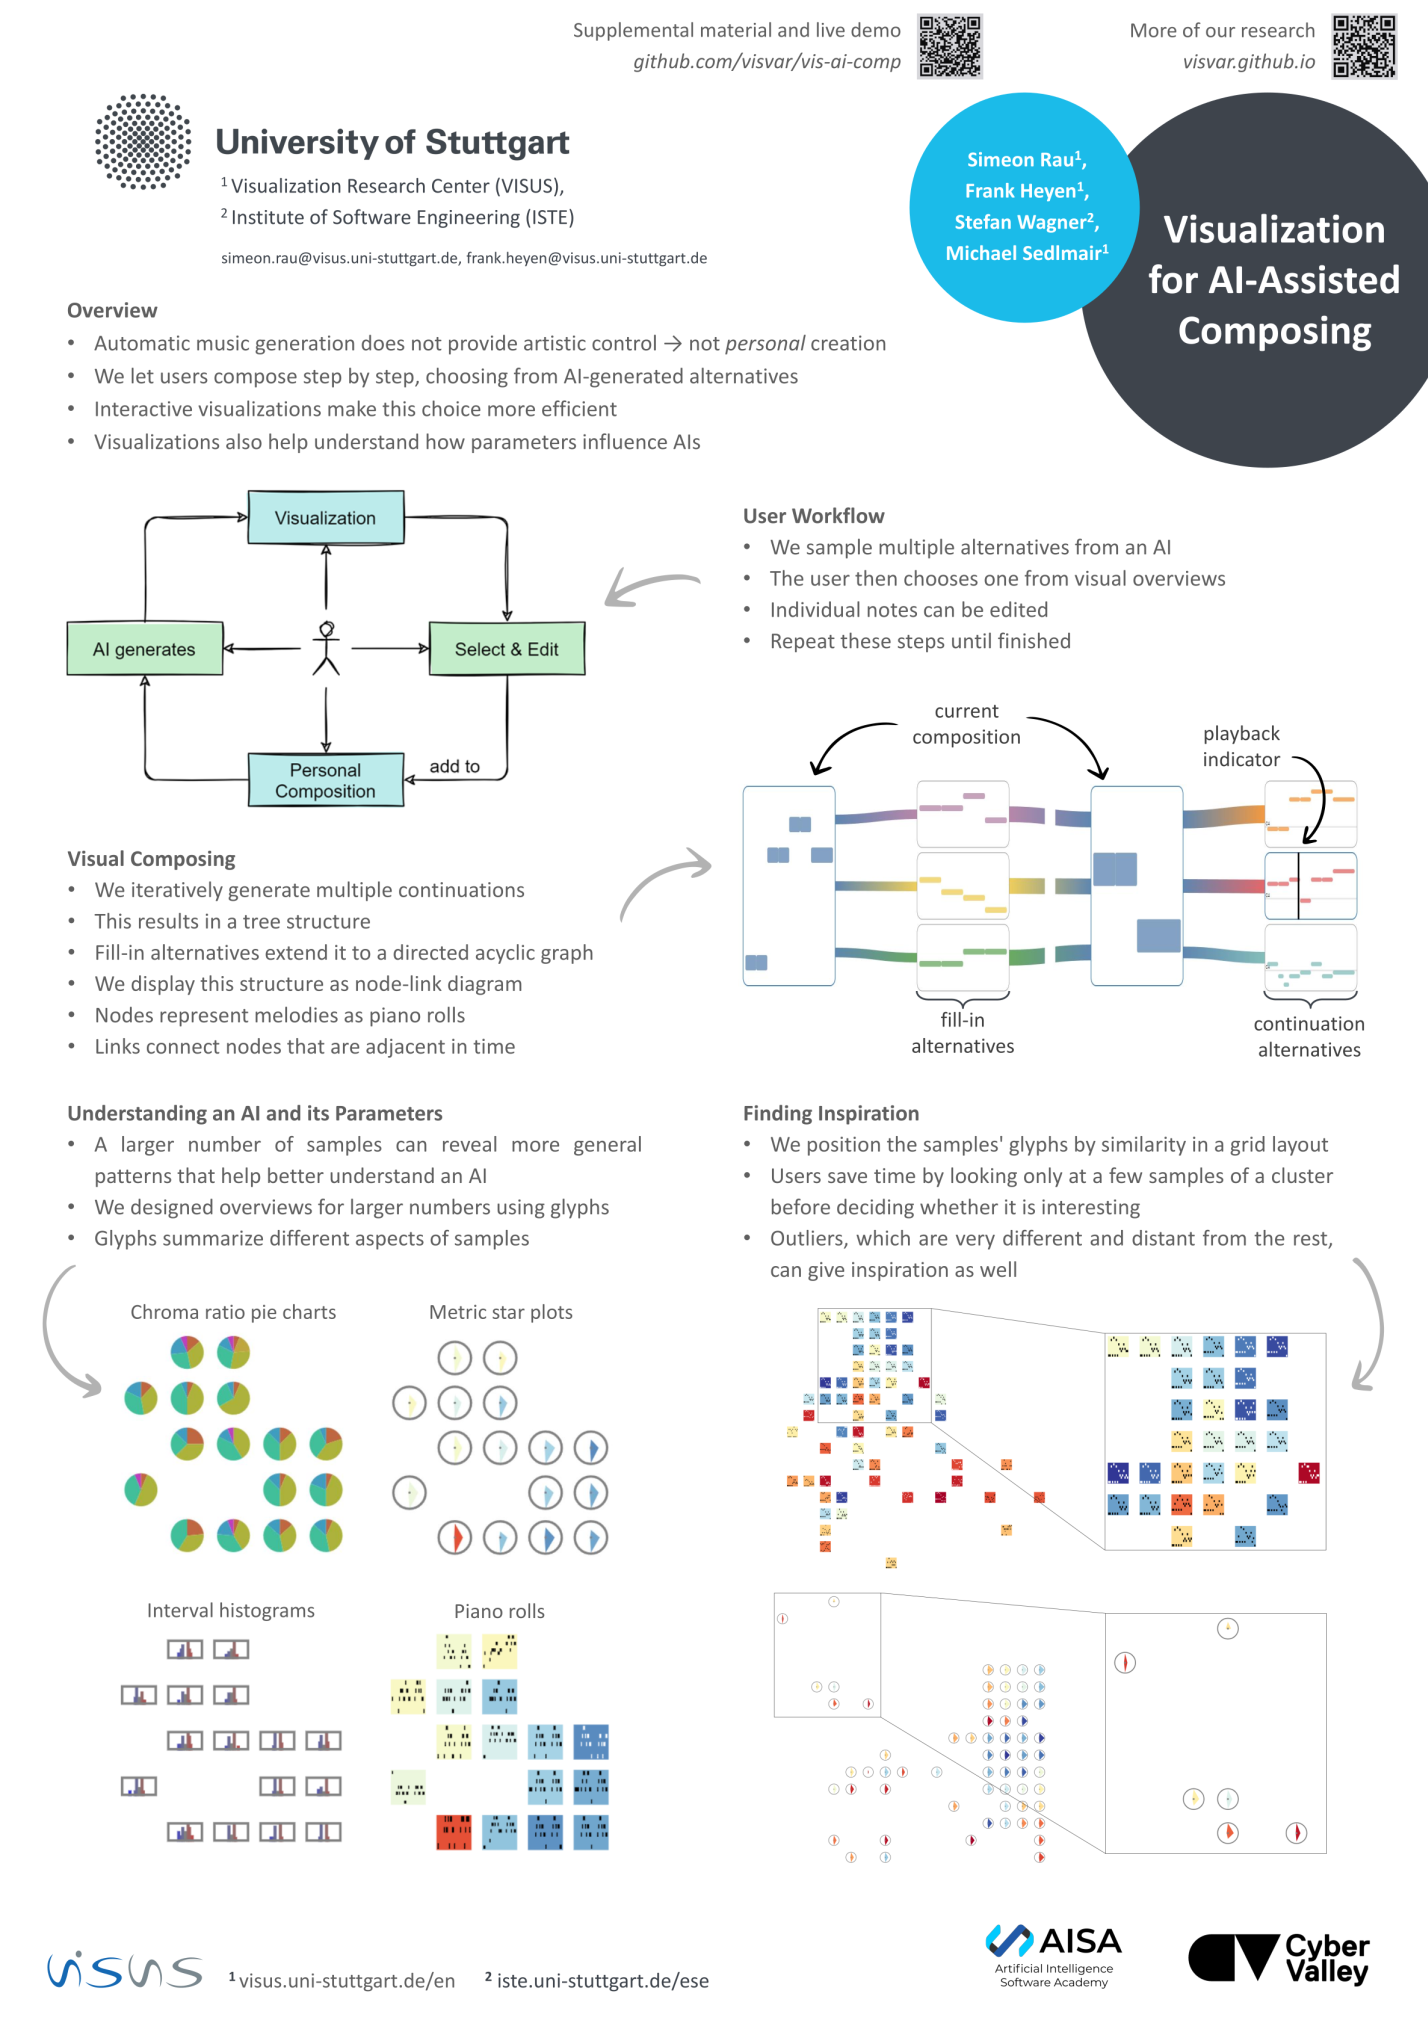 Supplemental material and live demo
github.com/visvar/vis-ai-comp
More of our research
visvar.github.io
University of Stuttgart
¹ Visualization Research Center (VISUS),
² Institute of Software Engineering (ISTE)
simeon.rau@visus.uni-stuttgart.de, frank.heyen@visus.uni-stuttgart.de
Simeon Rau¹,
Frank Heyen¹,
Stefan Wagner²,
Michael Sedlmair¹
Visualization
for AI-Assisted
Composing
Overview
• Automatic music generation does not provide artistic control → not personal creation
• We let users compose step by step, choosing from AI-generated alternatives
• Interactive visualizations make this choice more efficient
• Visualizations also help understand how parameters influence AIs
Visualization
AI generates
Select & Edit
Personal
Composition
add to
User Workflow
• We sample multiple alternatives from an AI
• The user then chooses one from visual overviews
• Individual notes can be edited
• Repeat these steps until finished
current
composition
playback
indicator
fill-in
alternatives
continuation
alternatives
Visual Composing
• We iteratively generate multiple continuations
• This results in a tree structure
• Fill-in alternatives extend it to a directed acyclic graph
• We display this structure as node-link diagram
• Nodes represent melodies as piano rolls
• Links connect nodes that are adjacent in time
Understanding an AI and its Parameters
• A larger number of samples can reveal more general
patterns that help better understand an AI
• We designed overviews for larger numbers using glyphs
• Glyphs summarize different aspects of samples
Chroma ratio pie charts
Metric star plots
Interval histograms
Piano rolls
Finding Inspiration
• We position the samples' glyphs by similarity in a grid layout
• Users save time by looking only at a few samples of a cluster
before deciding whether it is interesting
• Outliers, which are very different and distant from the rest,
can give inspiration as well
visus
¹ visus.uni-stuttgart.de/en
² iste.uni-stuttgart.de/ese
AISA
Artificial Intelligence
Software Academy
Cyber
Valley